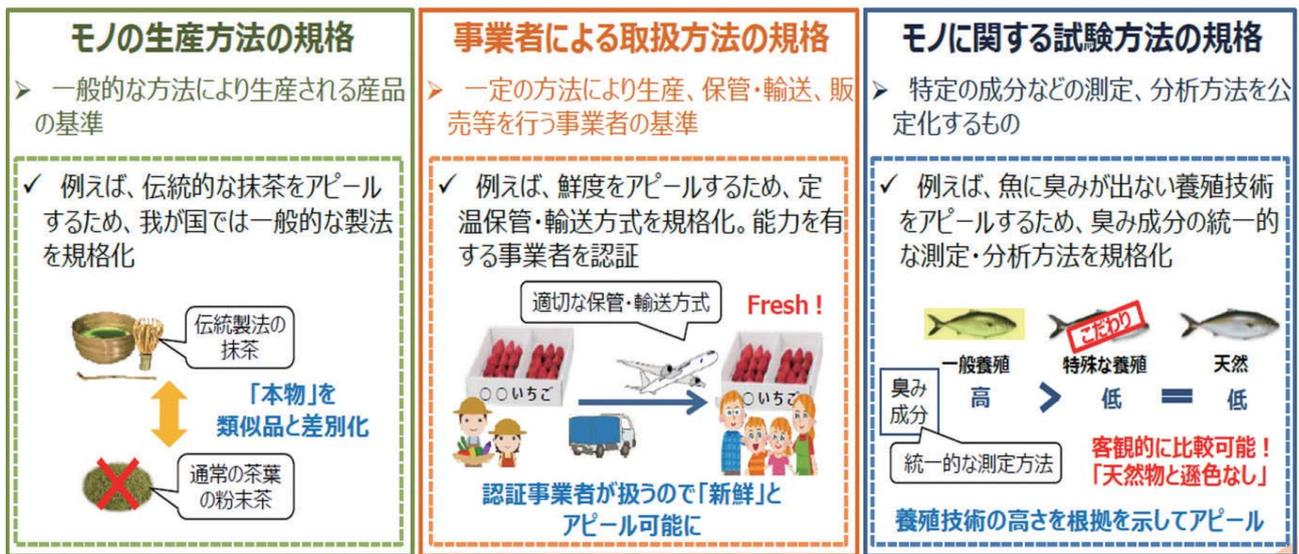 モノの生産方法の規格
➢ 一般的な方法により生産される産品
の基準
✓ 例えば、伝統的な抹茶をアピール
するため、我が国では一般的な製法
を規格化
伝統製法の
抹茶
「本物」を
類似品と差別化
通常の茶葉
の粉末茶
事業者による取扱方法の規格
➢ 一定の方法により生産、保管・輸送、販
売等を行う事業者の基準
✓ 例えば、鮮度をアピールするため、定
温保管・輸送方式を規格化。能力を有
する事業者を認証
適切な保管・輸送方式
Fresh!
○○いちご
○いちご
認証事業者が扱うので「新鮮」と
アピール可能に
モノに関する試験方法の規格
➢ 特定の成分などの測定、分析方法を公
定化するもの
✓ 例えば、魚に臭みが出ない養殖技術
をアピールするため、臭み成分の統一的
な測定・分析方法を規格化
こだわり
一般養殖 特殊な養殖 天然
臭み
成分
高 > 低 = 低
統一的な測定方法
客観的に比較可能!
「天然物と遜色なし」
養殖技術の高さを根拠を示してアピール